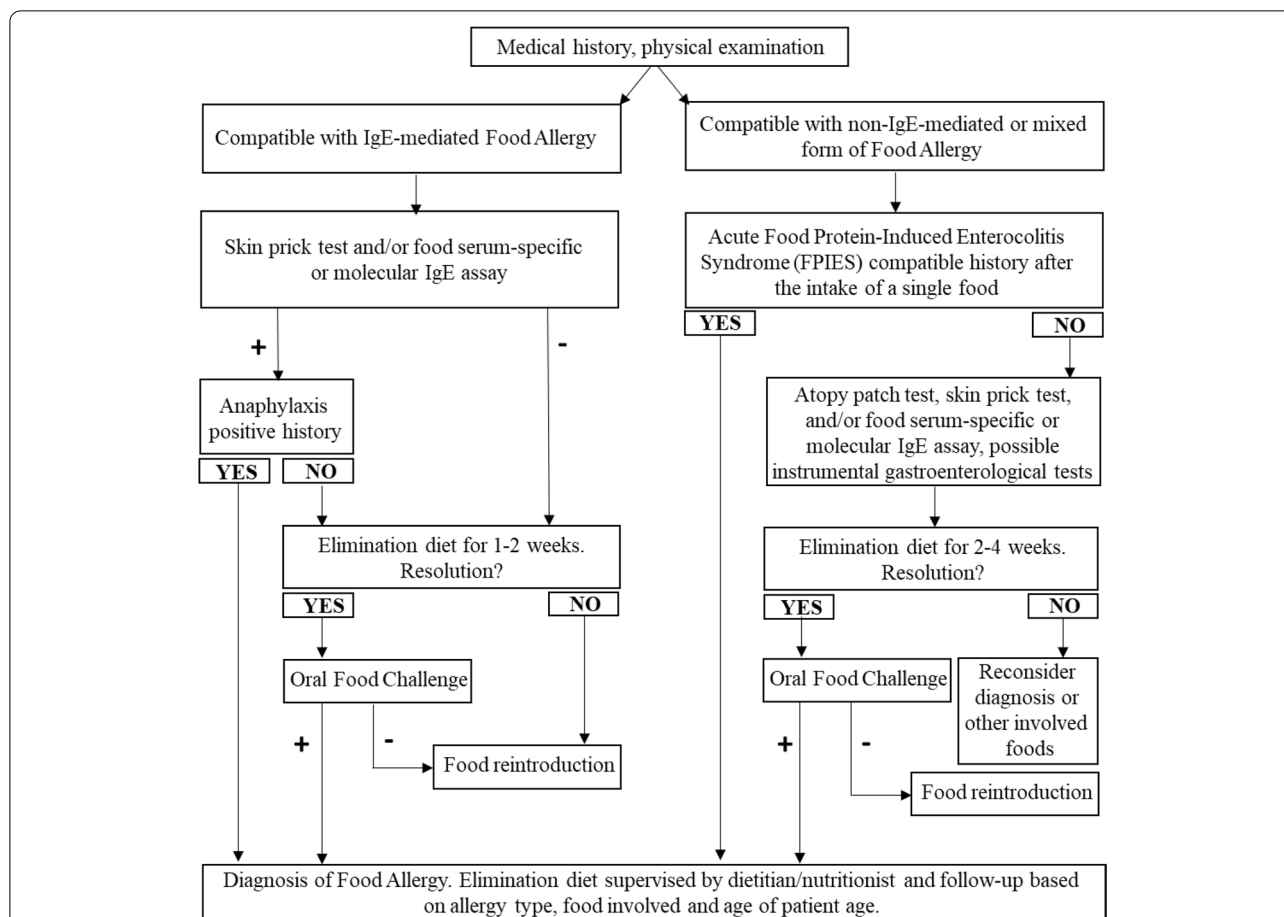 Medical history, physical examination
Compatible with IgE-mediated Food Allergy
Compatible with non-IgE-mediated or mixed
form of Food Allergy
Skin prick test and/or food serum-specific
or molecular IgE assay
Acute Food Protein-Induced Enterocolitis
Syndrome (FPIES) compatible history after
the intake of a single food
YES
NO
+
-
Anaphylaxis
positive history
YES
NO
Atopy patch test, skin prick test,
and/or food serum-specific or
molecular IgE assay, possible
instrumental gastroenterological tests
Elimination diet for 1-2 weeks.
Resolution?
YES
NO
Elimination diet for 2-4 weeks.
Resolution?
YES
NO
Oral Food Challenge
+
-
Food reintroduction
Oral Food Challenge
Reconsider
diagnosis or
other involved
foods
+
-
Food reintroduction
Diagnosis of Food Allergy. Elimination diet supervised by dietitian/nutritionist and follow-up based
on allergy type, food involved and age of patient age.